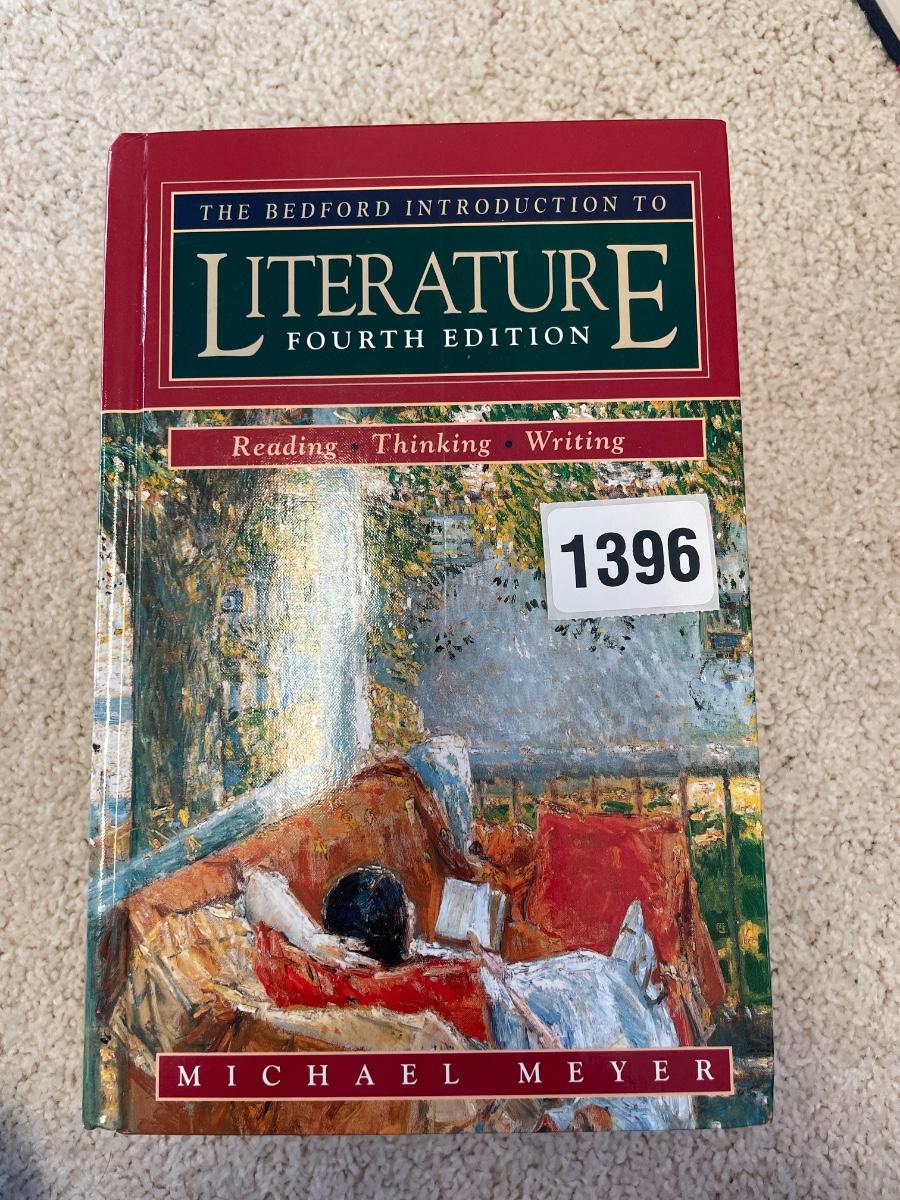 THE BEDFORD INTRODUCTION TO
LITERATURE
FOURTH EDITION
Reading • Thinking • Writing
1396
MICHAEL MEYER